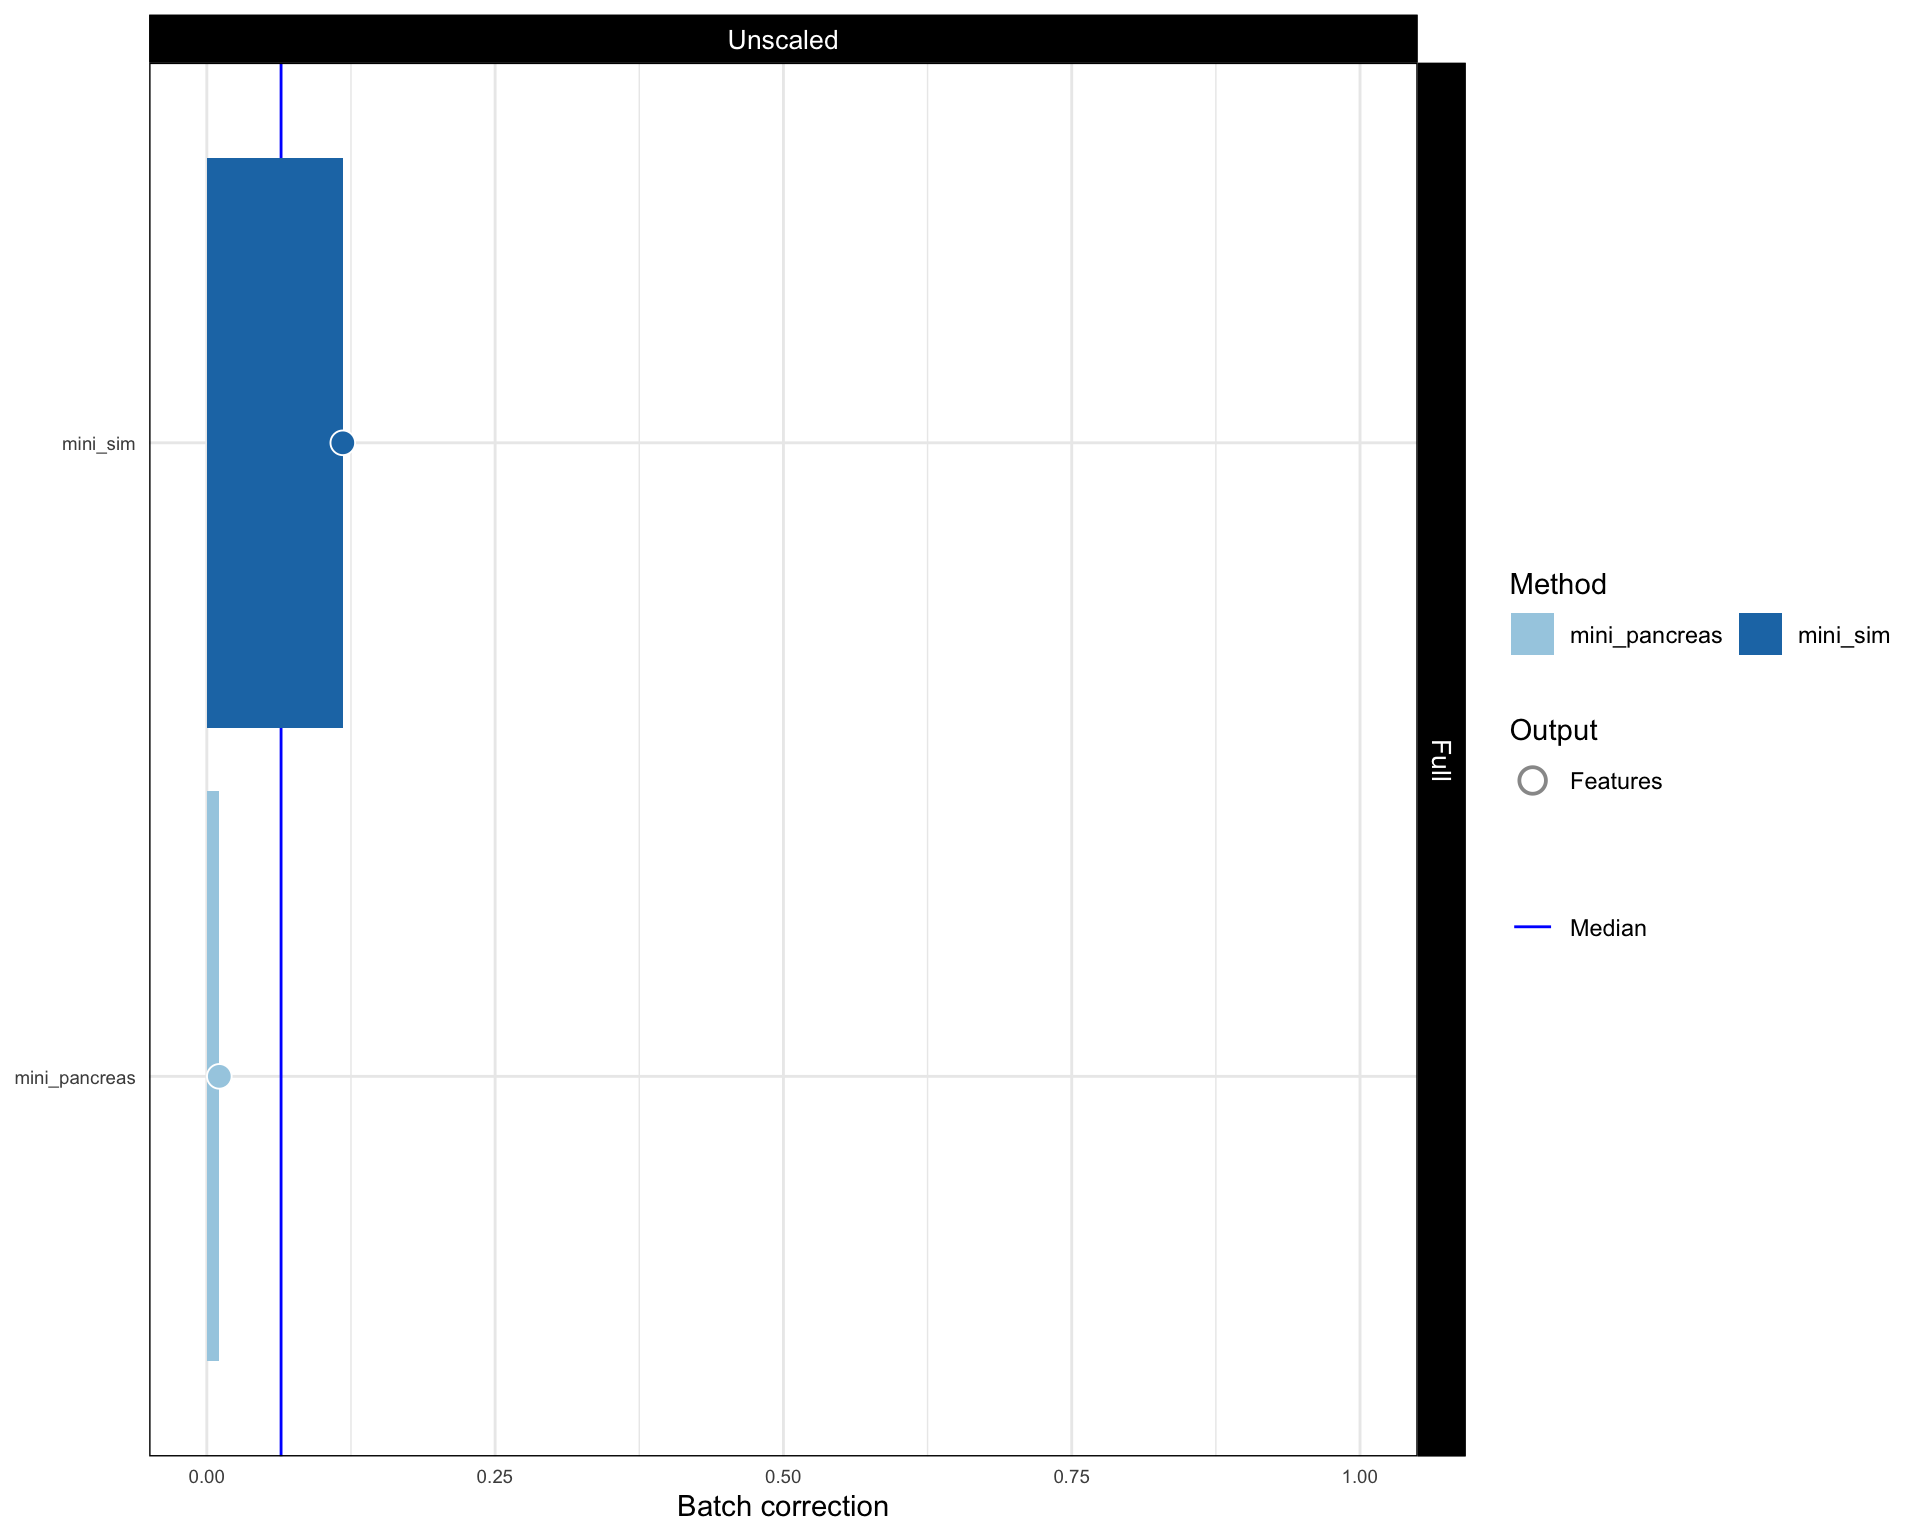 Unscaled
Full
mini_sim
mini_pancreas
0.00 0.25 0.50 0.75 1.00
Batch correction
Method
mini_pancreas mini_sim
Output
Features
Median